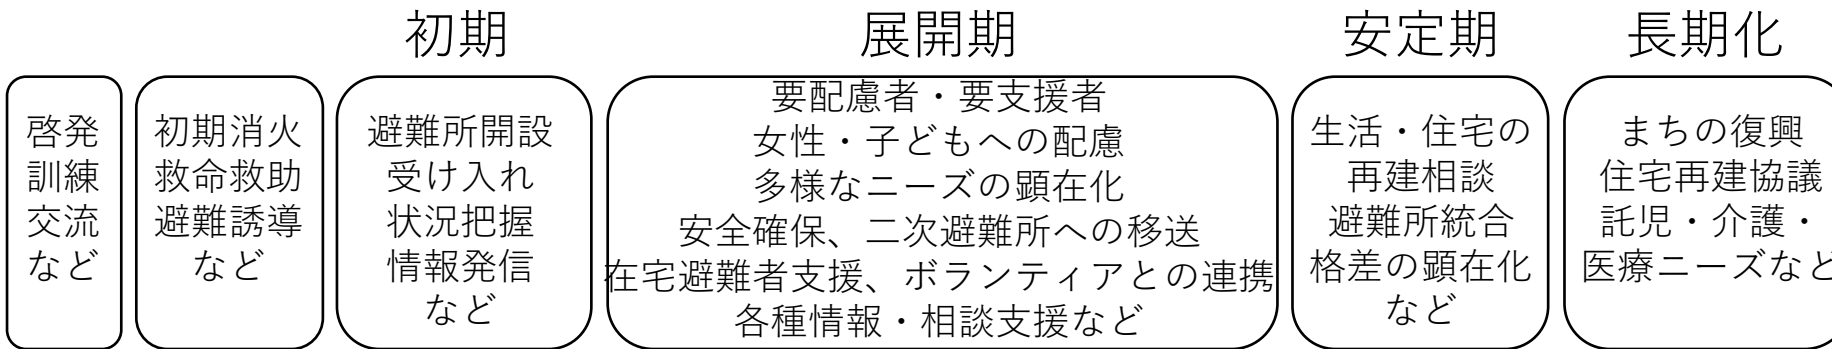 初期
展開期
安定期
長期化
啓発
訓練
交流
など
初期消火
救命救助
避難誘導
など
避難所開設
受け入れ
状況把握
情報発信
など
要配慮者・要支援者
女性・子どもへの配慮
多様なニーズの顕在化
安全確保、二次避難所への移送
在宅避難者支援、ボランティアとの連携
各種情報・相談支援など
生活・住宅の
再建相談
避難所統合
格差の顕在化
など
まちの復興
住宅再建協議
託児・介護・
医療ニーズなど